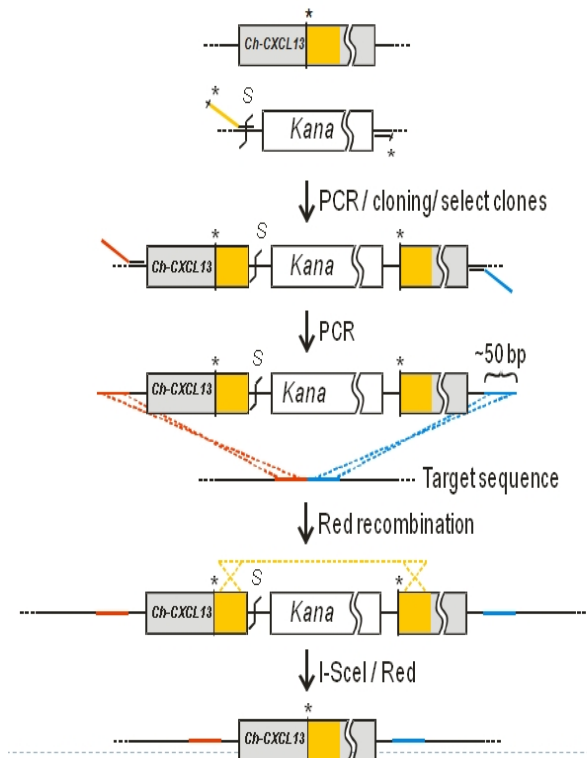 *
Ch-CXCL13
* S
Kana
*
PCR / cloning/ select clones
* S *
Ch-CXCL13 Kana
PCR
~50 bp
* S *
Ch-CXCL13 Kana
Target sequence
Red recombination
* S *
Ch-CXCL13 Kana
I-SceI / Red
*
Ch-CXCL13